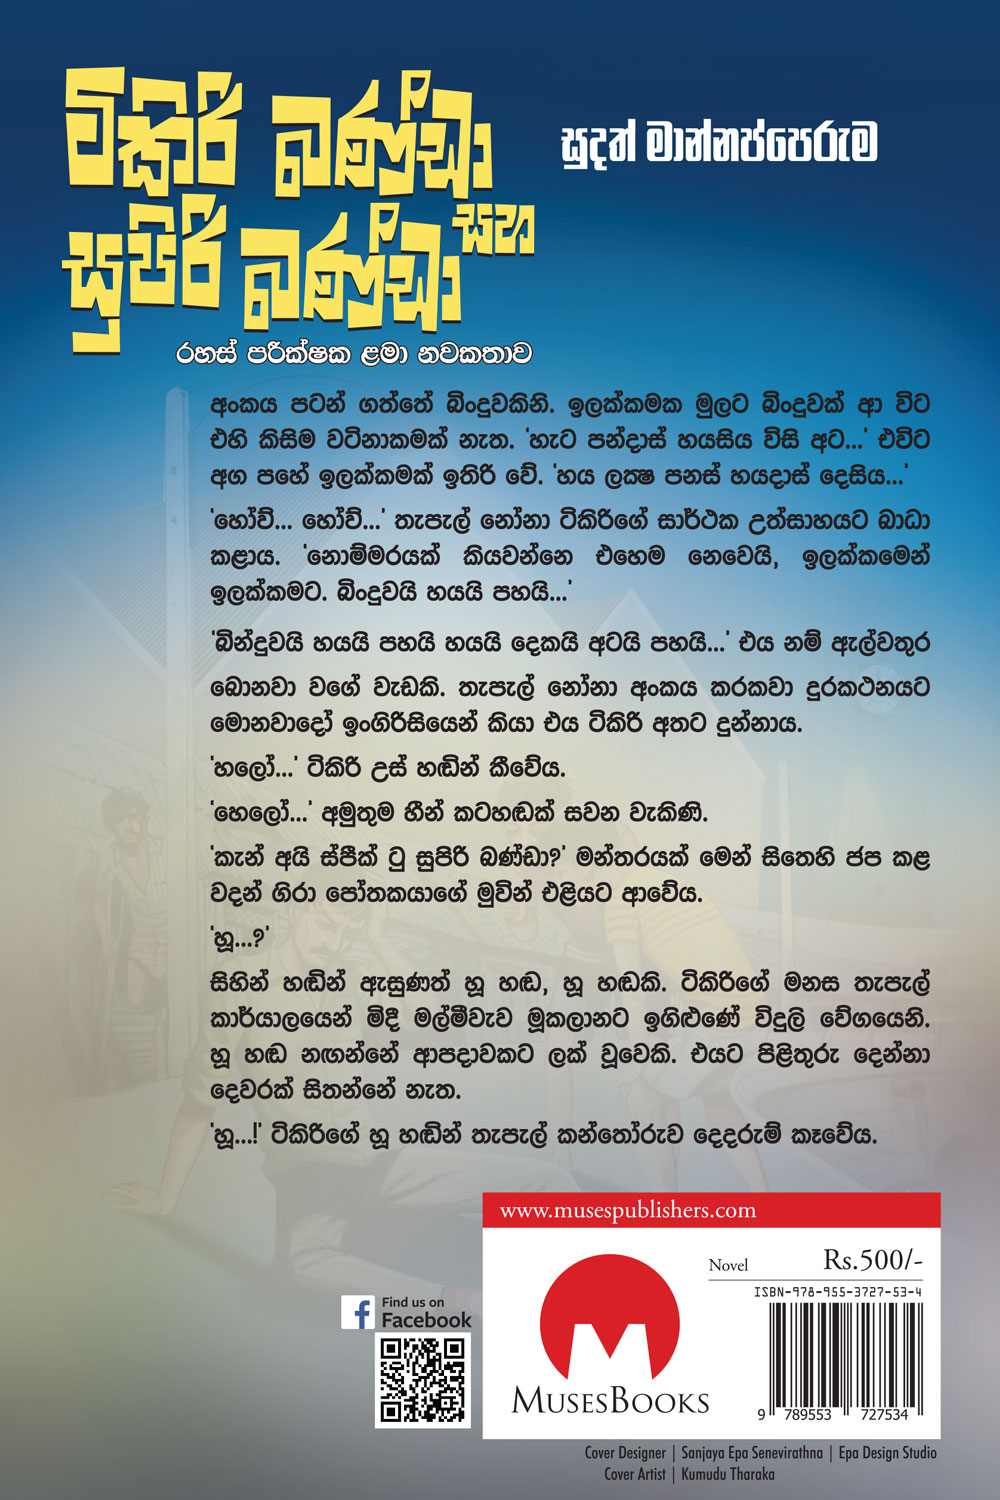 ටිකිරි බණ්ඩා
සහ
සුපිරි බණ්ඩා
සුදත් මාන්නප්පෙරුම
රහස් පරීක්ෂක ළමා නවකතාව
අංකය පටන් ගත්තේ බිංදුවකිනි. ඉලක්කමක මුලට බිංදුවක් ආ විට
එහි කිසිම වටිනාකමක් නැත. 'හැට පන්දාස් හයසිය විසි අට...' එවිට
අග පහේ ඉලක්කමක් ඉතිරි වේ. 'හය ලක්ෂ පනස් හයදාස් දෙසිය...'
'හෝව්... හෝව්...' තැපැල් නෝනා ටිකිරිගේ සාර්ථක උත්සාහයට බාධා
කළාය. 'නොම්මරයක් කියවන්නෙ එහෙම නෙවෙයි, ඉලක්කමෙන්
ඉලක්කමට. බිංදුවයි හයයි පහයි...'
'බින්දුවයි හයයි පහයි හයයි දෙකයි අටයි පහයි...' එය නම් ඇල්වතුර
බොනවා වගේ වැඩකි. තැපැල් නෝනා අංකය කරකවා දුරකථනයට
මොනවාදෝ ඉංගිරිසියෙන් කියා එය ටිකිරි අතට දුන්නාය.
'හලෝ...' ටිකිරි උස් හඬින් කීවේය.
'හෙලෝ...' අමුතුම හීන් කටහඬක් සවන වැකිණි.
'කැන් අයි ස්පීක් ටු සුපිරි බණ්ඩා?' මන්තරයක් මෙන් සිතෙහි ජප කළ
වදන් ගිරා පෝතකයාගේ මුවින් එළියට ආවේය.
'හූ...?'
සිහින් හඬින් ඇසුණත් හූ හඬ, හූ හඬකි. ටිකිරිගේ මනස තැපැල්
කාර්යාලයෙන් මිදී මල්මීවැව මූකලානට ඉගිළුණේ විදුලි වේගයෙනි.
හූ හඬ නඟන්නේ ආපදාවකට ලක් වූවෙකි. එයට පිළිතුරු දෙන්නා
දෙවරක් සිතන්නේ නැත.
'හූ...!' ටිකිරිගේ හූ හඬින් තැපැල් කන්තෝරුව දෙදරුම් කෑවේය.
www.musespublishers.com
Novel Rs.500/-
ISBN-978-955-3727-53-4
Find us on
Facebook
MUSESBOOKS
9 789553 727534
Cover Designer | Sanjaya Epa Senevirathna | Epa Design Studio
Cover Artist | Kumudu Tharaka